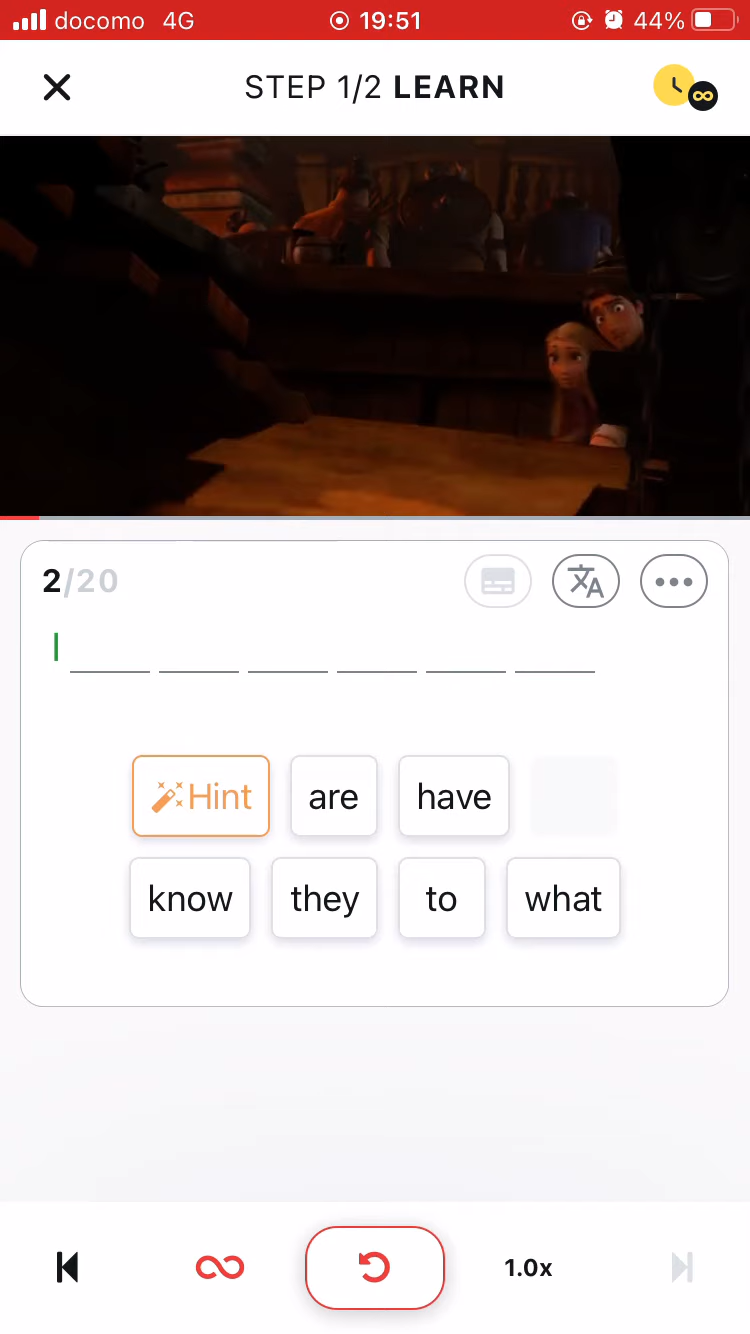 docomo 4G 19:51 44%
STEP 1/2 LEARN
2/20
I
Hint are have
know they to what
1.0x